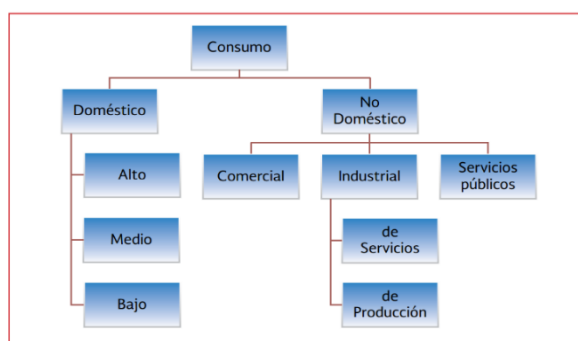 Consumo
Doméstico
No
Doméstico
Alto
Medio
Bajo
Comercial
Industrial
Servicios
públicos
de
Servicios
de
Producción